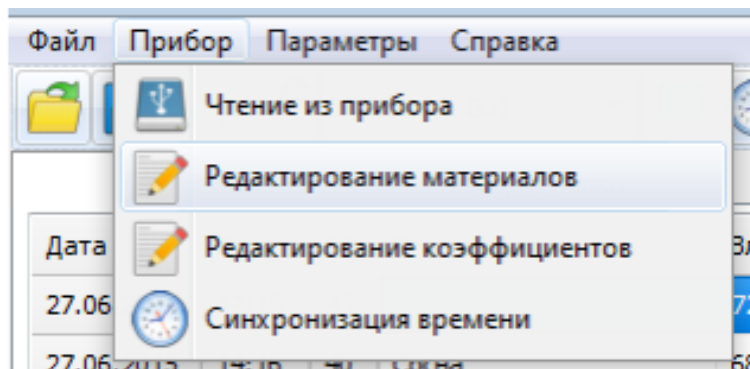 Файл Прибор Параметры Справка
Чтение из прибора
Редактирование материалов
Дата
Редактирование коэффициентов
27.06
Синхронизация времени